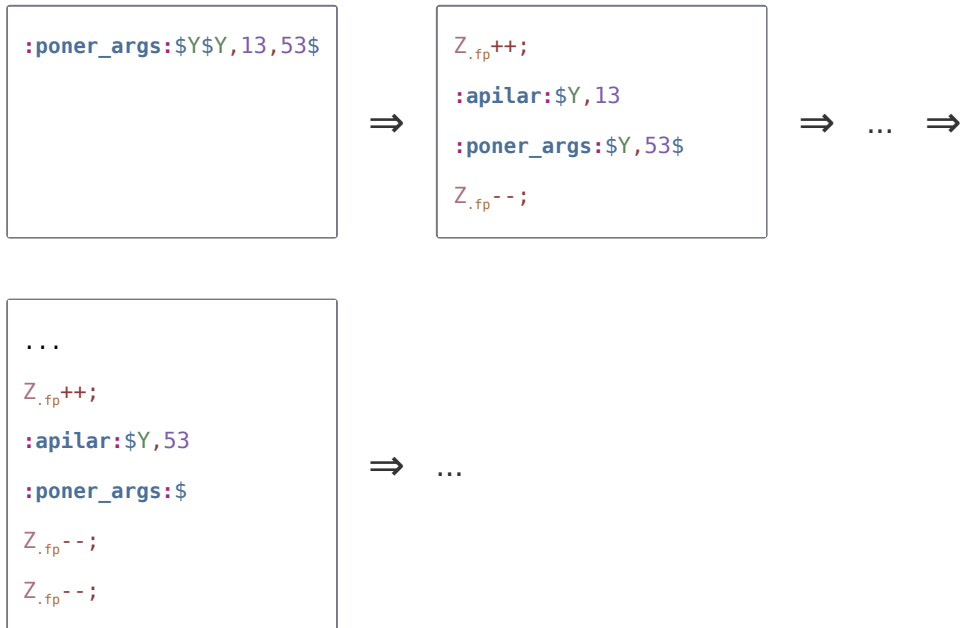 :poner_args:$Y$Y,13,53$
⇒
Z.fp++;
:apilar:$Y,13
:poner_args:$Y,53$
Z.fp--;
⇒ ... ⇒
...
Z.fp++;
:apilar:$Y,53
:poner_args:$
Z.fp--;
Z.fp--;
⇒ ...